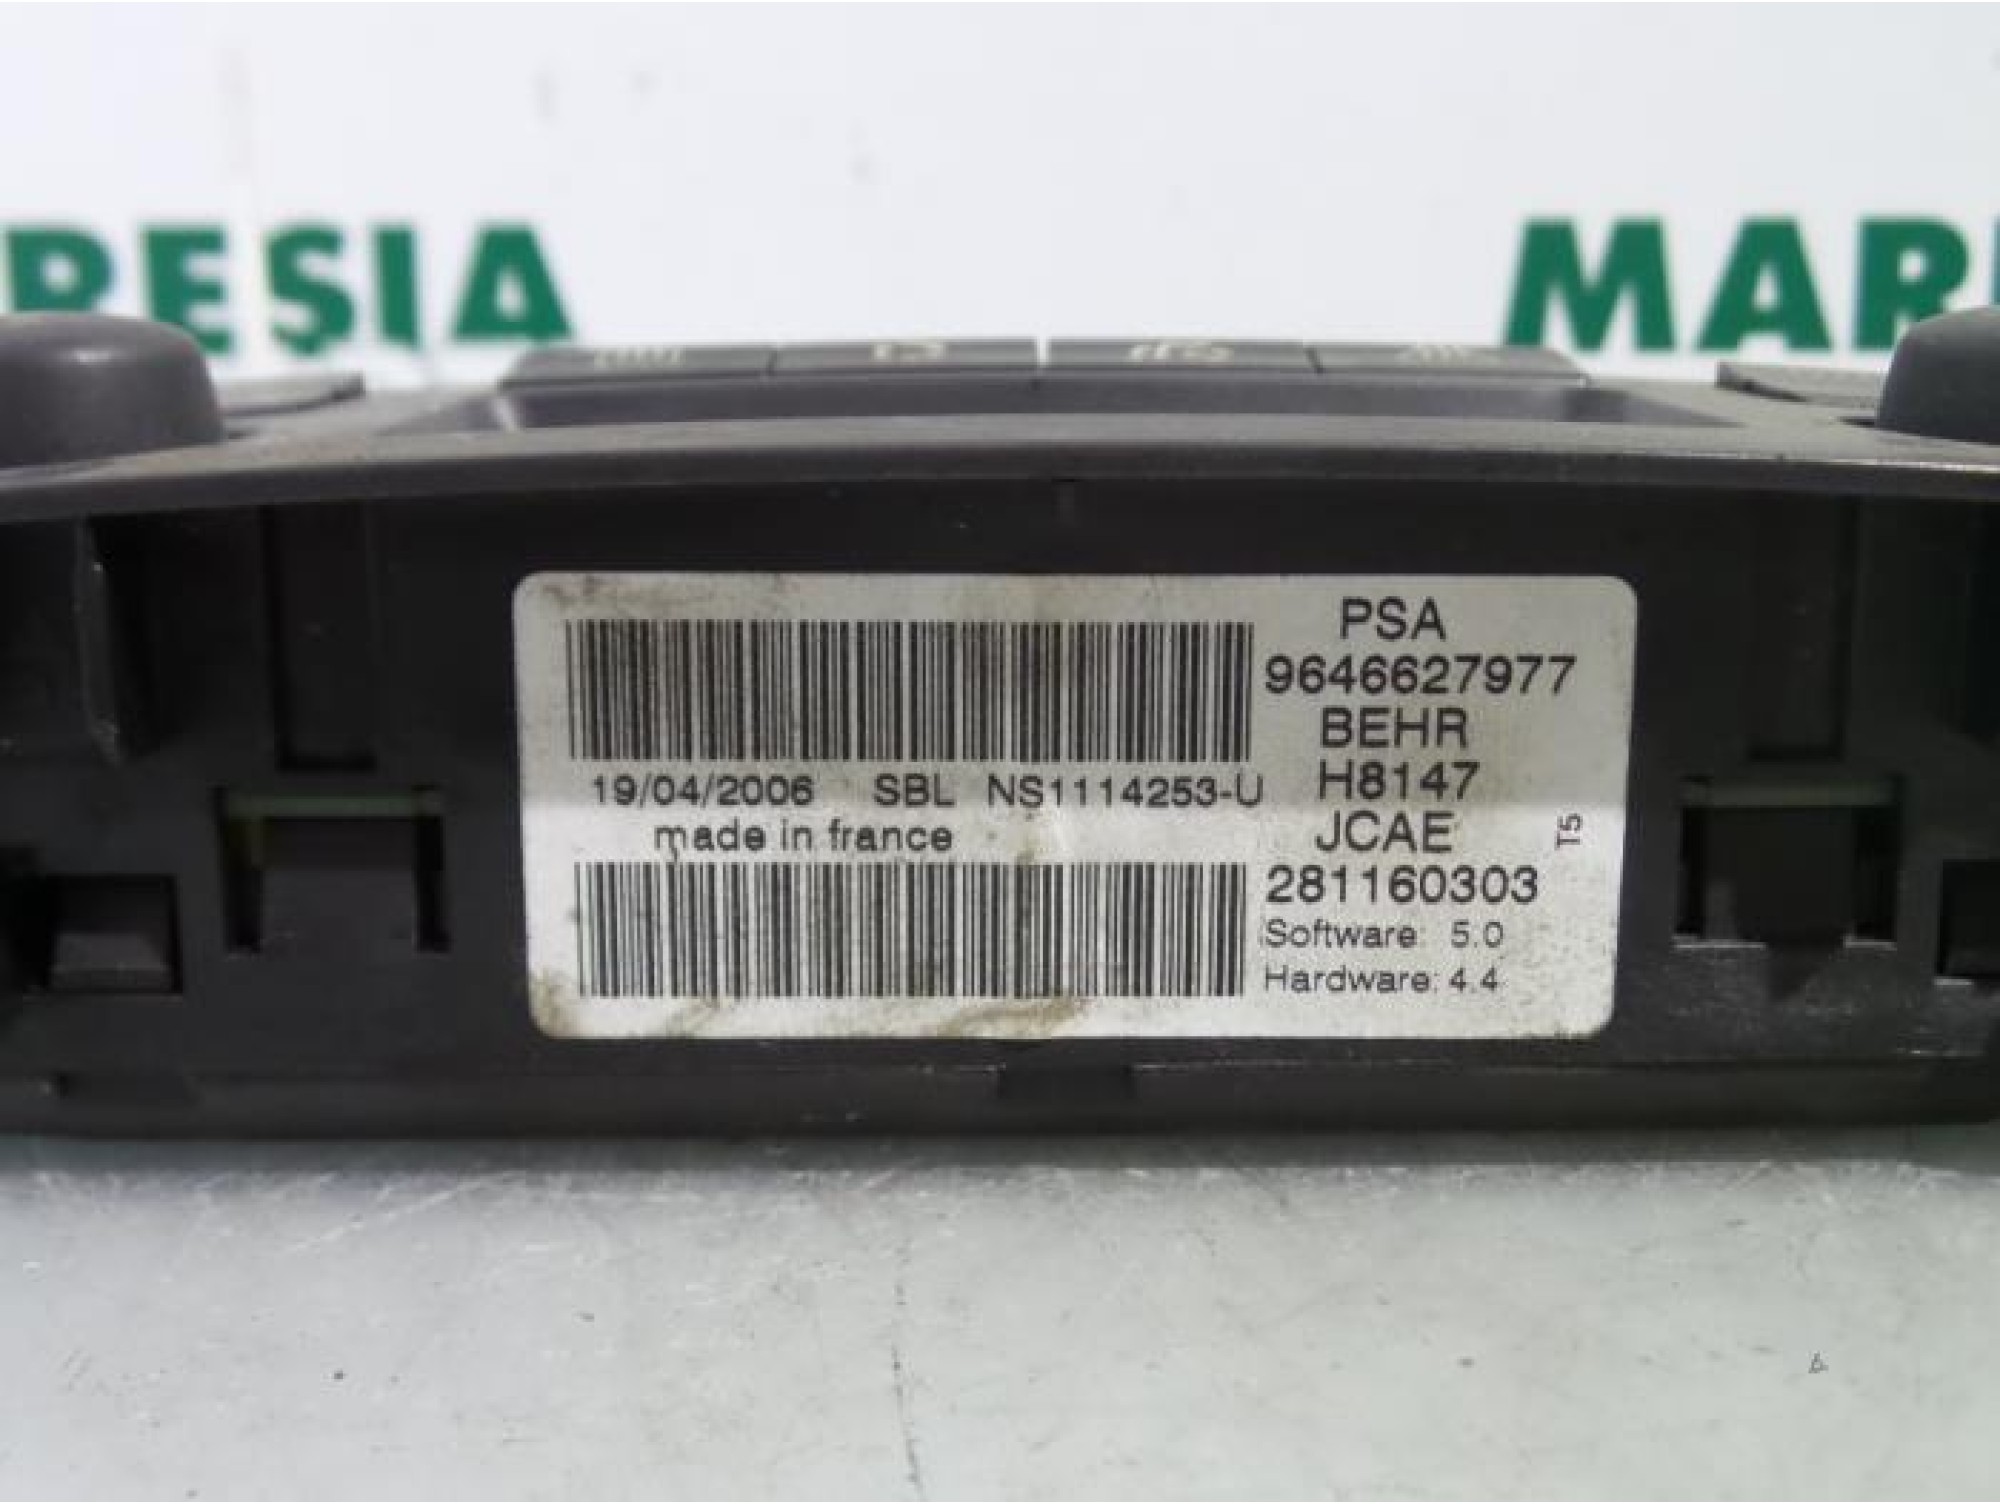 RESIA
MAR
PSA
9646627977
BEHR
H8147
JCAE
281160303
Software: 5.0
Hardware: 4.4
T5
19/04/2006 SBL NS1114253-U
made in france